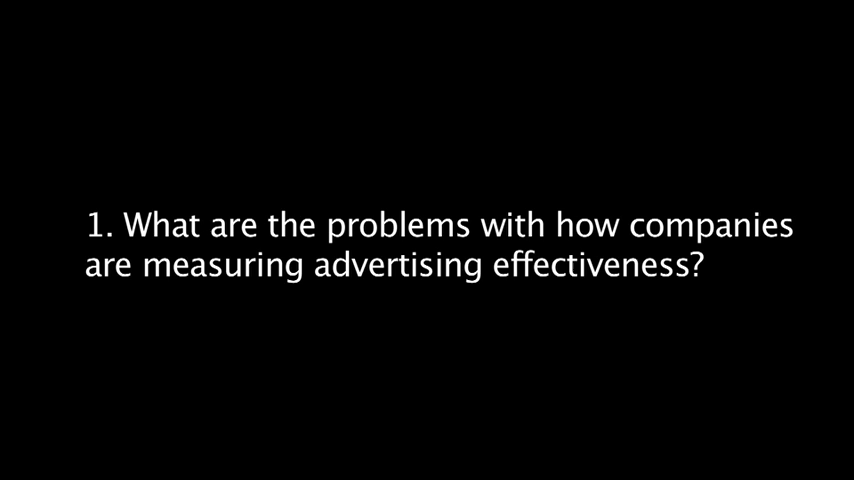 1. What are the problems with how companies
are measuring advertising effectiveness?